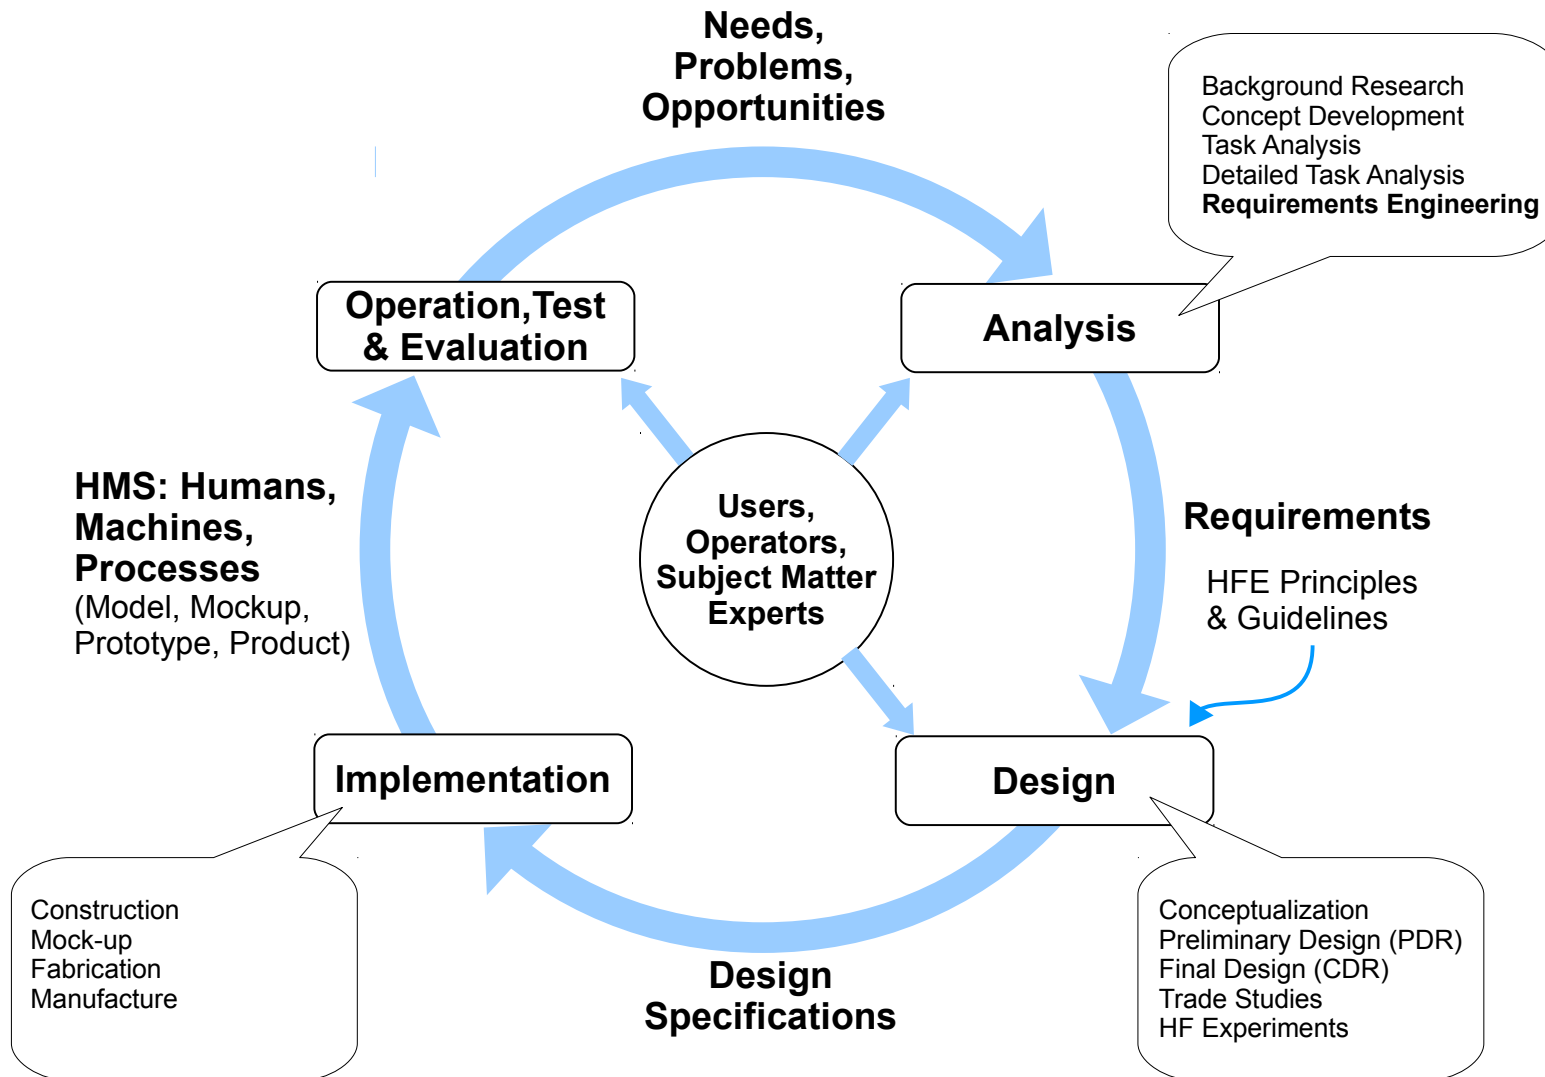 Needs,
Problems,
Opportunities
Background Research
Concept Development
Task Analysis
Detailed Task Analysis
Requirements Engineering
Operation,Test
& Evaluation
Analysis
HMS: Humans,
Machines,
Processes
(Model, Mockup,
Prototype, Product)
Users,
Operators,
Subject Matter
Experts
Requirements
HFE Principles
& Guidelines
Implementation
Design
Construction
Mock-up
Fabrication
Manufacture
Design
Specifications
Conceptualization
Preliminary Design (PDR)
Final Design (CDR)
Trade Studies
HF Experiments